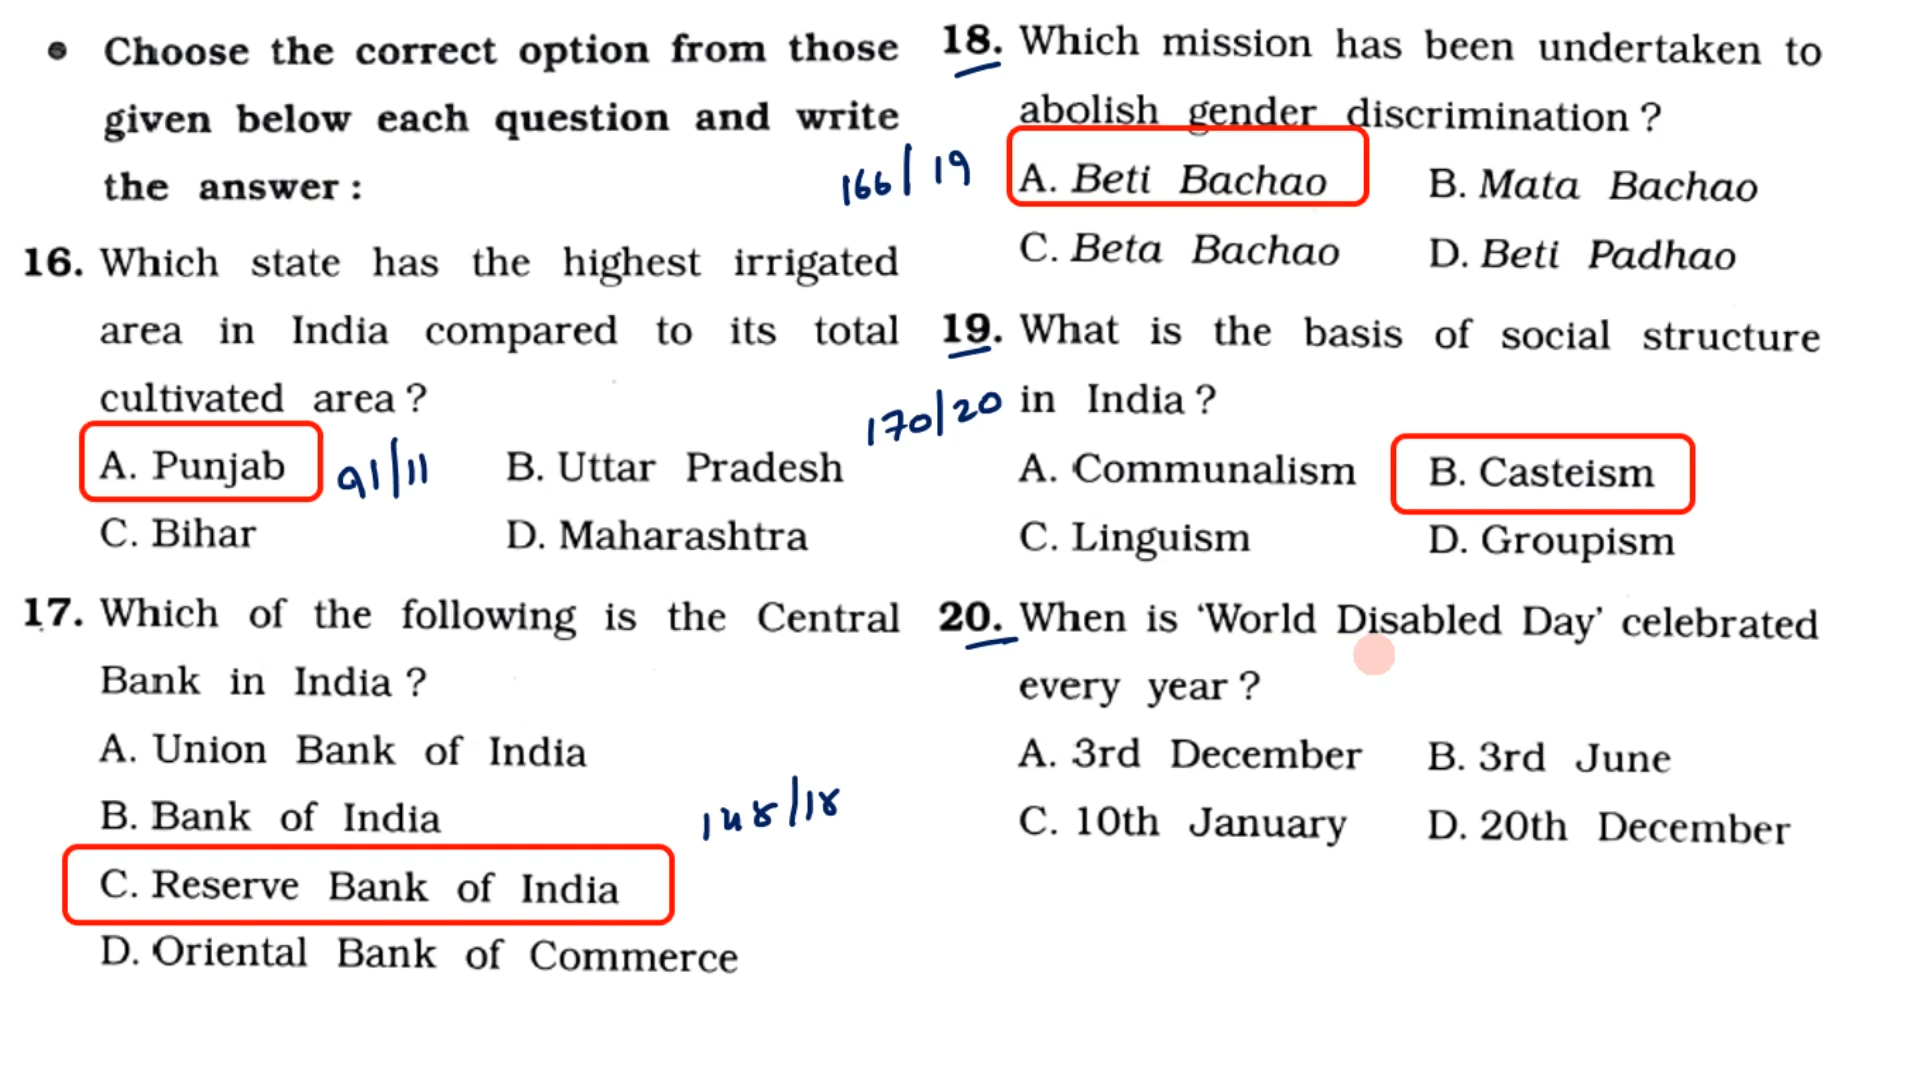 • Choose the correct option from those
given below each question and write
the answer :
16. Which state has the highest irrigated
area in India compared to its total
cultivated area ?
A. Punjab 91/11 B. Uttar Pradesh
C. Bihar D. Maharashtra
17. Which of the following is the Central
Bank in India ?
A. Union Bank of India
B. Bank of India
148/18
C. Reserve Bank of India
D. Oriental Bank of Commerce
18. Which mission has been undertaken to
abolish gender discrimination ?
166/19
A. Beti Bachao B. Mata Bachao
C. Beta Bachao D. Beti Padhao
19. What is the basis of social structure
in India ?
170/20
A. Communalism B. Casteism
C. Linguism D. Groupism
20. When is ‘World Disabled Day’ celebrated
every year ?
A. 3rd December B. 3rd June
C. 10th January D. 20th December